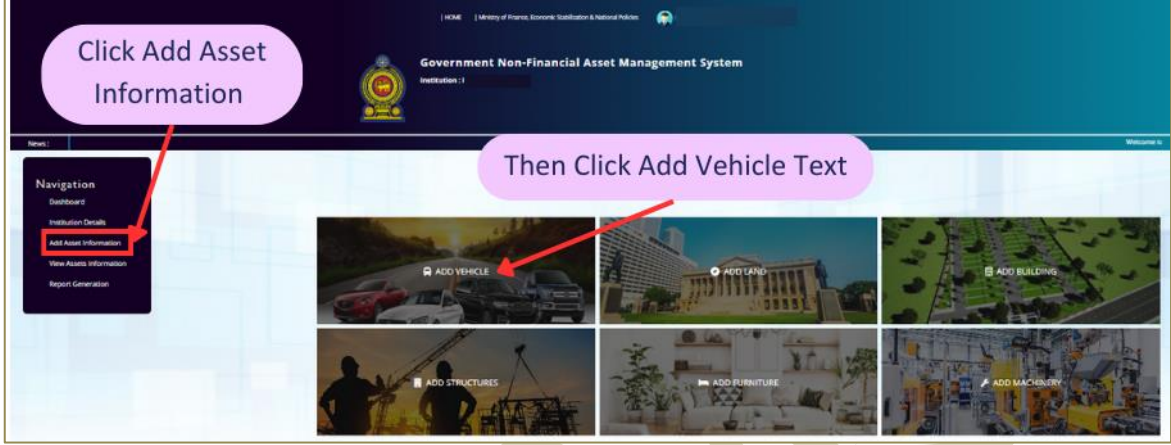 | HOME | Ministry of Finance, Economic Stabilization & National Policies
Click Add Asset
Information
Government Non-Financial Asset Management System
Institution : I
News :
Welcome to
Then Click Add Vehicle Text
Navigation
Dashboard
Institution Details
Add Asset Information
View Assets Information
Report Generation
ADD VEHICLE
ADD LAND
ADD BUILDING
ADD STRUCTURES
ADD FURNITURE
ADD MACHINERY